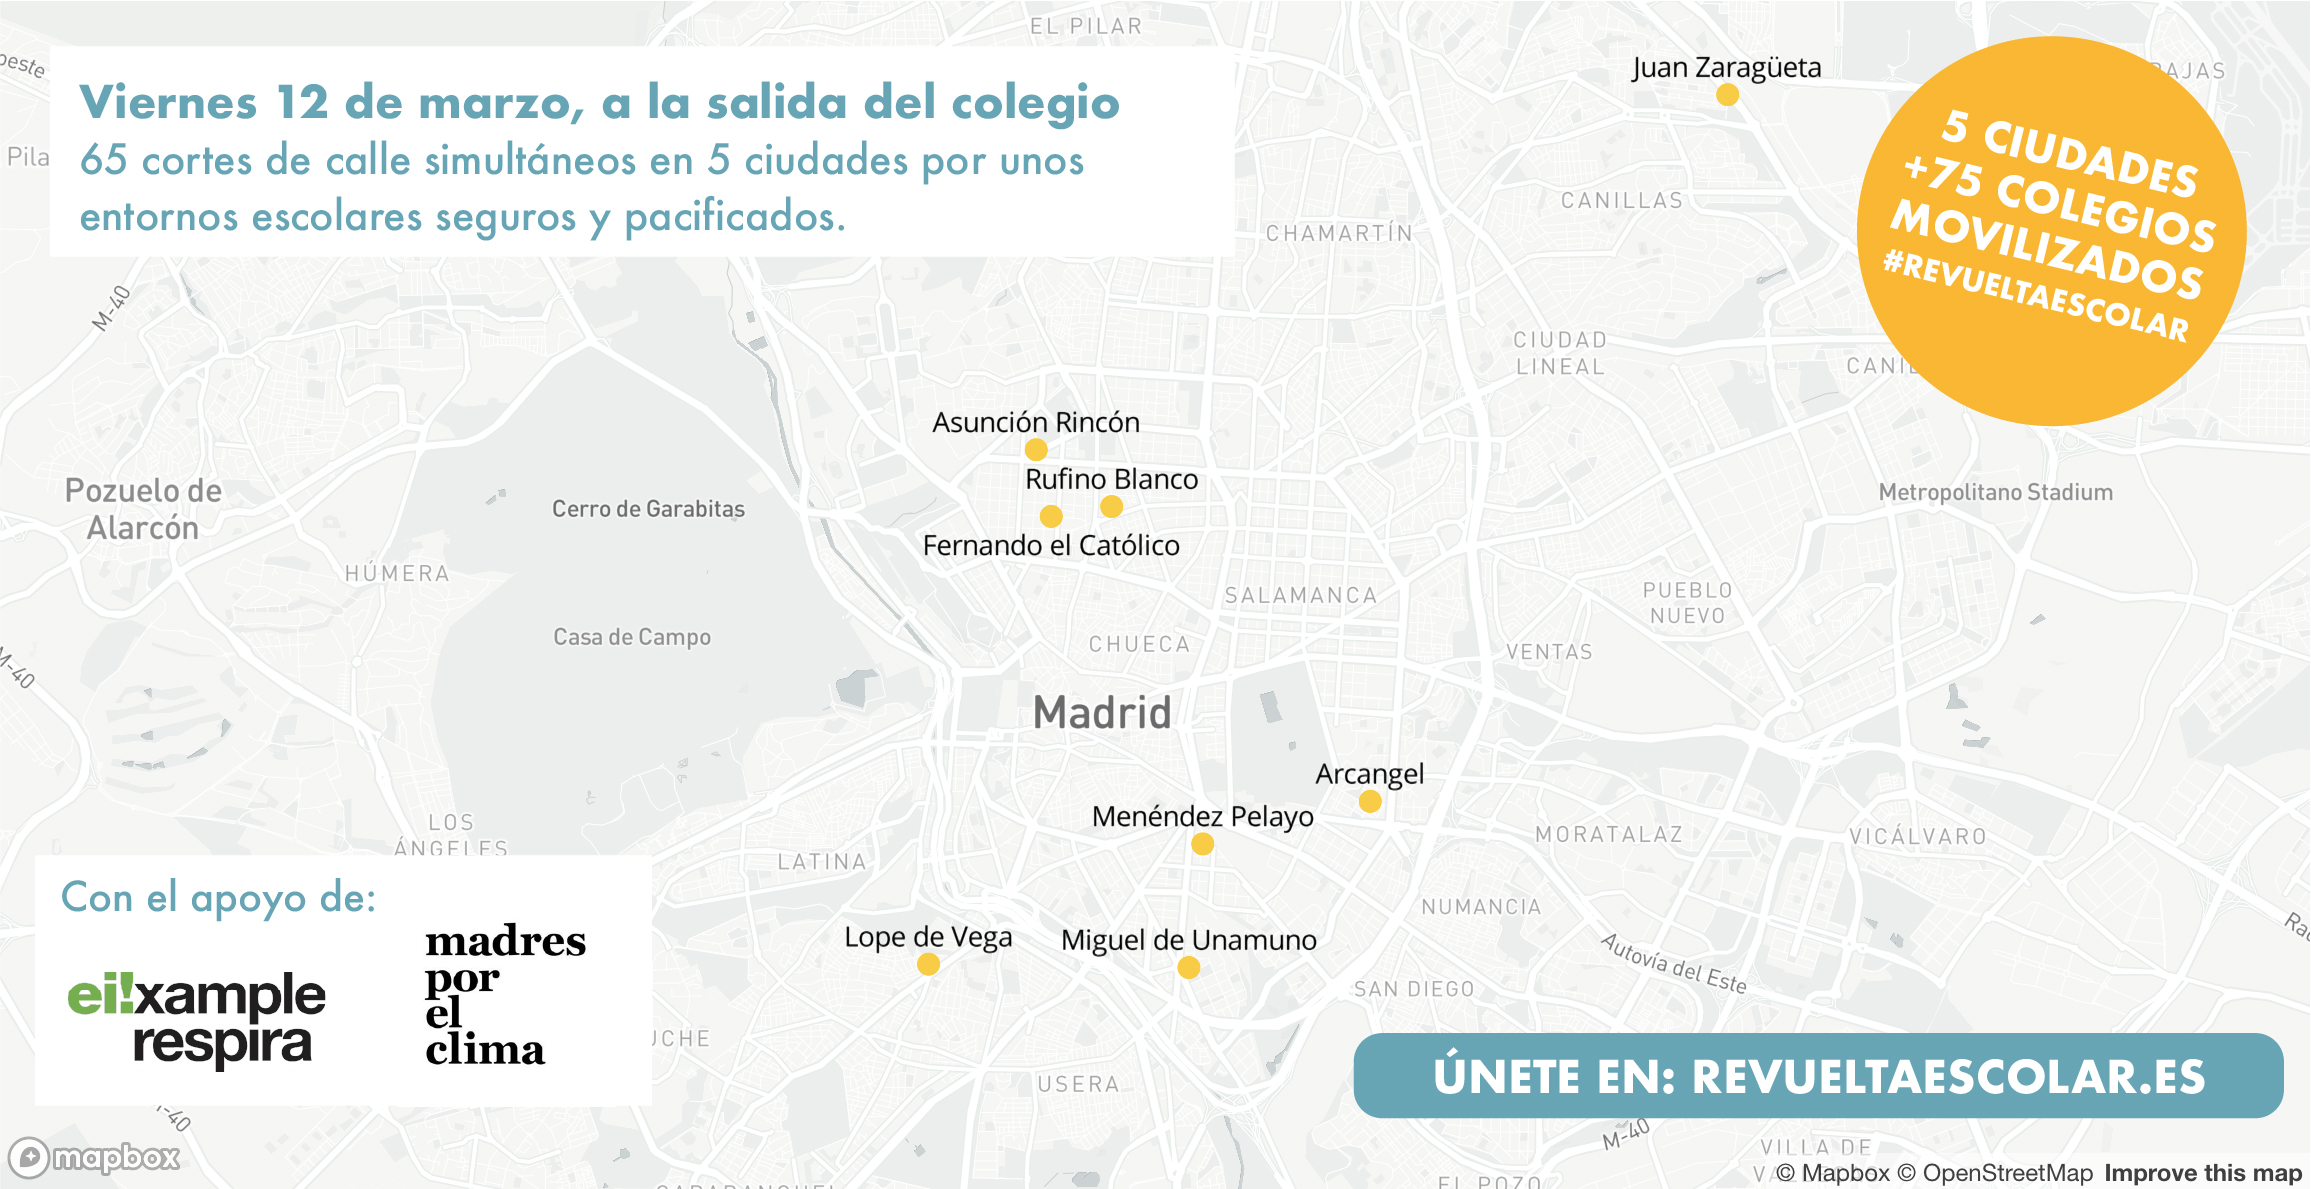 EL PILAR
Viernes 12 de marzo, a la salida del colegio
65 cortes de calle simultáneos en 5 ciudades por unos
entornos escolares seguros y pacificados.
Juan Zaragüeta
5 CIUDADES
+75 COLEGIOS
MOVILIZADOS
#REVUELTAESCOLAR
CANILLAS
CHAMARTÍN
M-40
CIUDAD
LINEAL
Asunción Rincón
Rufino Blanco
Fernando el Católico
Pozuelo de
Alarcón
Cerro de Garabitas
Metropolitano Stadium
HÚMERA
SALAMANCA
PUEBLO
NUEVO
Casa de Campo
CHUECA
VENTAS
M-40
Madrid
Arcangel
Menéndez Pelayo
LOS
ÁNGELES
LATINA
MORATALAZ
VICÁLVARO
NUMANCIA
Lope de Vega
Miguel de Unamuno
Autovía del Este
SAN DIEGO
Con el apoyo de:
ei!xample
respira
madres
por
el
clima
USERA
ÚNETE EN: REVUELTAESCOLAR.ES
M-40
VILLA DE
EL POZO
mapbox
© Mapbox © OpenStreetMap Improve this map